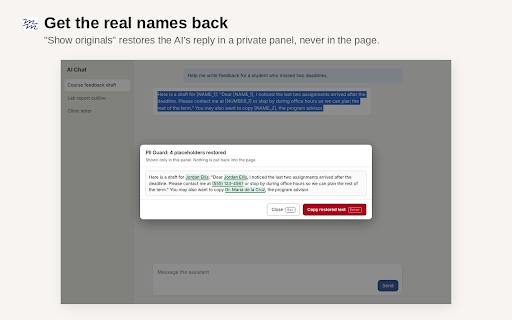 Get the real names back
"Show originals" restores the AI's reply in a private panel, never in the page.
AI Chat
Course feedback draft
Lab report outline
Clinic letter
Help me write feedback for a student who missed two deadlines.
Here is a draft for [NAME_1]: "Dear [NAME_1], I noticed the last two assignments arrived after the
deadline. Please contact me at [NUMBER_1] or stop by during office hours so we can plan the
rest of the term." You may also want to copy [NAME_2], the program advisor.
PII Guard: 4 placeholders restored
Shown only in this panel. Nothing is put back into the page.
Here is a draft for Jordan Ellis: "Dear Jordan Ellis, I noticed the last two assignments arrived after the
deadline. Please contact me at (555) 123-4567 or stop by during office hours so we can plan the rest of
the term." You may also want to copy Dr. Maria de la Cruz, the program advisor.
Close Esc
Copy restored text Enter
Message the assistant
Send